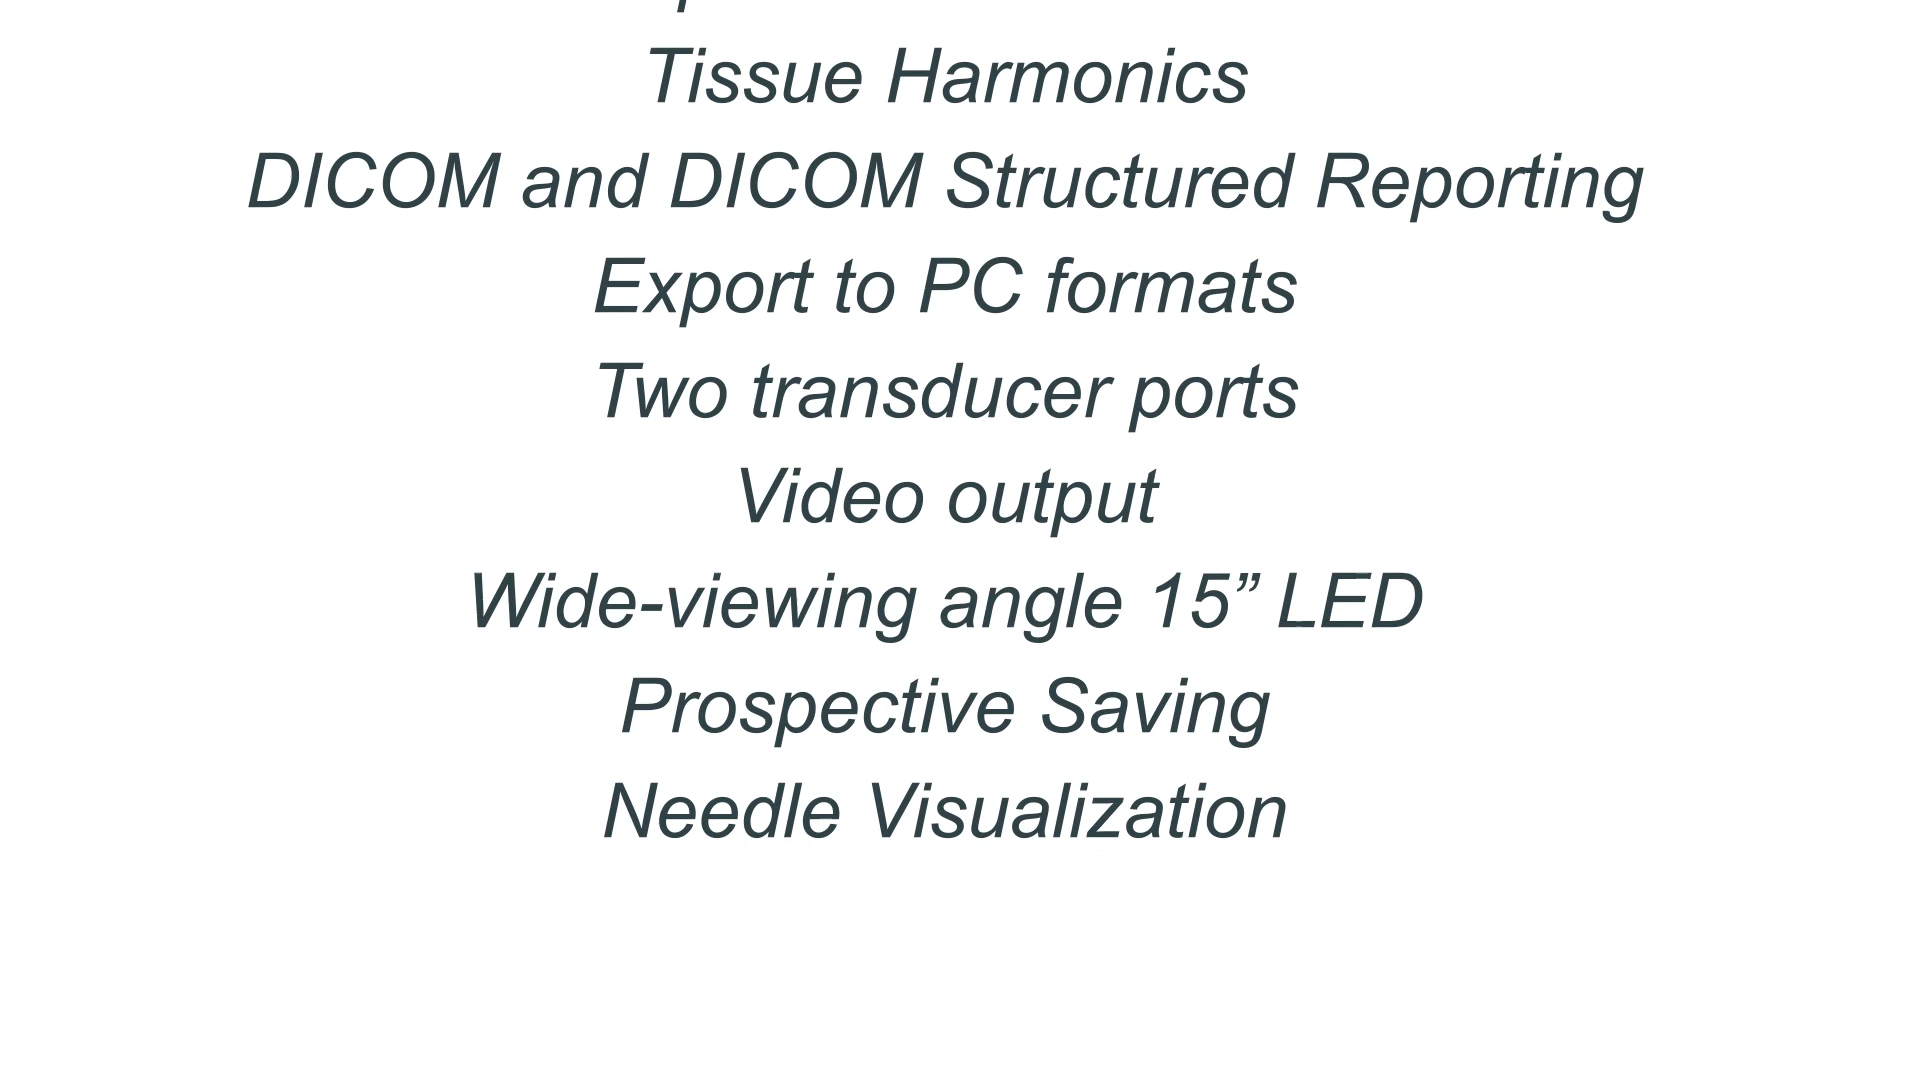 Tissue Harmonics
DICOM and DICOM Structured Reporting
Export to PC formats
Two transducer ports
Video output
Wide-viewing angle 15” LED
Prospective Saving
Needle Visualization